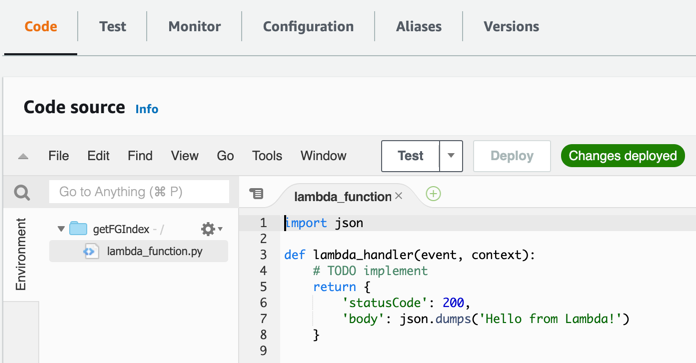 Code Test Monitor Configuration Aliases Versions
Code source Info
File Edit Find View Go Tools Window Test Deploy Changes deployed
Go to Anything (⌘ P)
lambda_function ×
Environment
getFGIndex - /
lambda_function.py
1 import json
2
3 def lambda_handler(event, context):
4     # TODO implement
5     return {
6         'statusCode': 200,
7         'body': json.dumps('Hello from Lambda!')
8     }
9